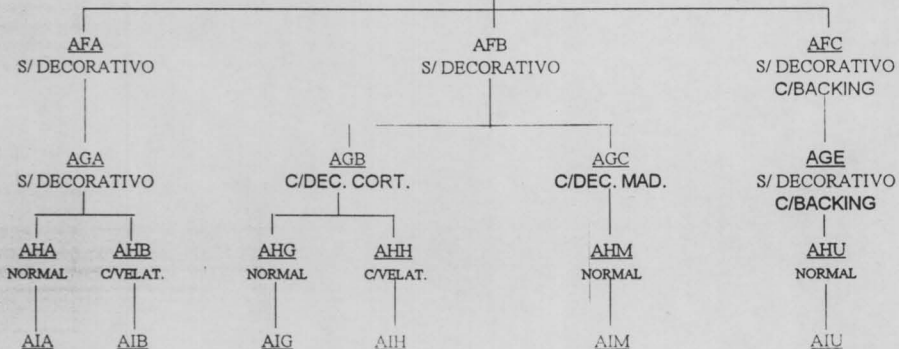 AFA AFB AFC
S/ DECORATIVO S/ DECORATIVO S/ DECORATIVO
C/BACKING
AGA AGB AGC AGE
S/ DECORATIVO C/DEC. CORT. C/DEC. MAD. S/ DECORATIVO
C/BACKING
AHA AHB AHG AHH AHM AHU
NORMAL C/VELAT. NORMAL C/VELAT. NORMAL NORMAL
AIA AIB AIG AIH AIM AIU